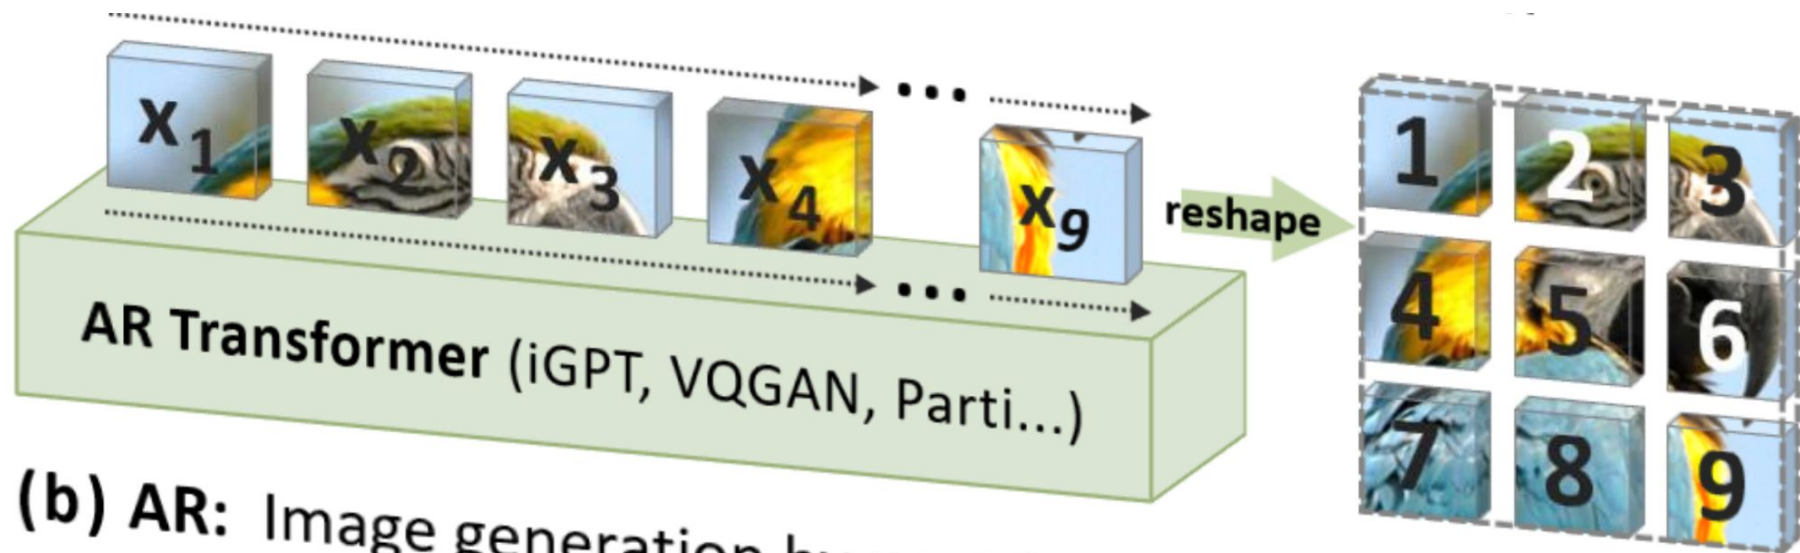 x1 x2 x3 x4 x9
reshape
1 2 3
4 5 6
7 8 9
AR Transformer (iGPT, VQGAN, Parti...)
(b) AR: Image generation